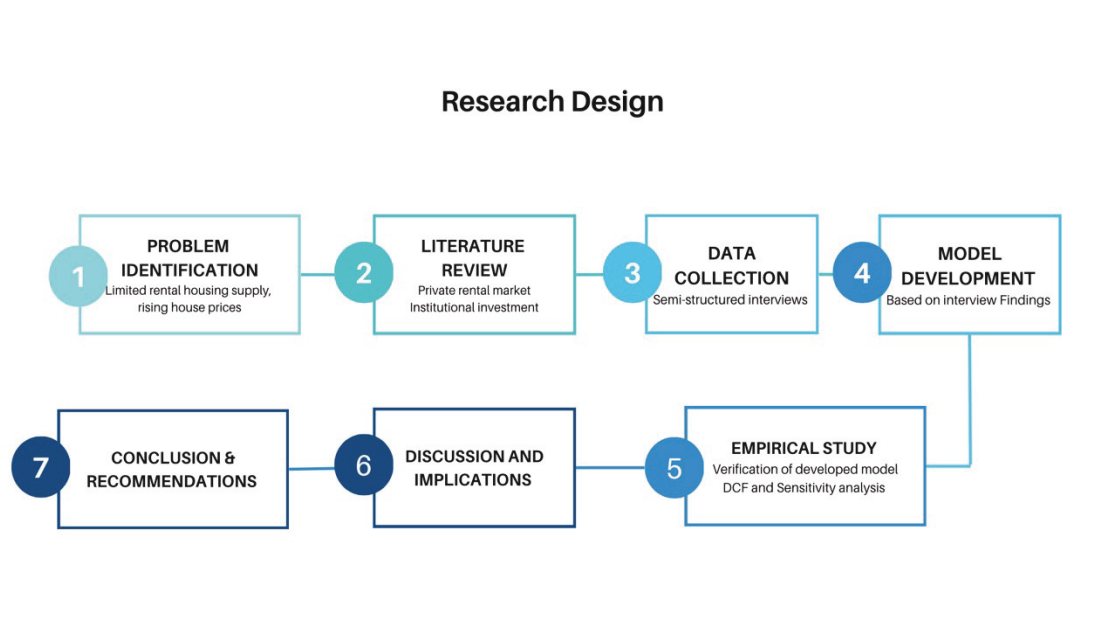 Research Design
1
PROBLEM
IDENTIFICATION
Limited rental housing supply,
rising house prices
2
LITERATURE
REVIEW
Private rental market
Institutional investment
3
DATA
COLLECTION
Semi-structured interviews
4
MODEL
DEVELOPMENT
Based on interview Findings
5
EMPIRICAL STUDY
Verification of developed model
DCF and Sensitivity analysis
6
DISCUSSION AND
IMPLICATIONS
7
CONCLUSION &
RECOMMENDATIONS